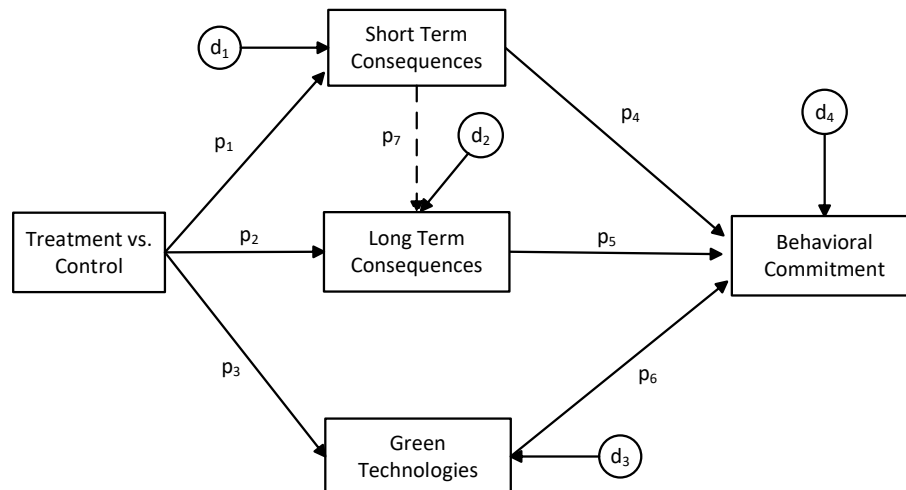 Short Term
Consequences
d₁
d₄
p₄
p₁
p₇
d₂
Treatment vs.
Control
p₂
Long Term
Consequences
p₅
Behavioral
Commitment
p₃
p₆
Green
Technologies
d₃